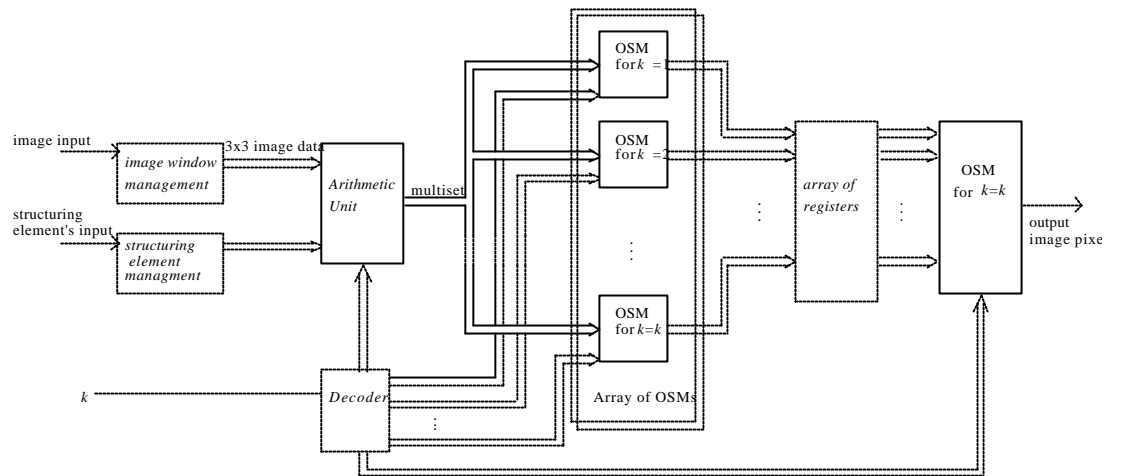 OSM
for k =1
image input
3x3 image data
image window
management
Arithmetic
Unit
multiset
OSM
for k =2
array of
registers
OSM
for k=k
structuring
element's input
structuring
element
managment
output
image pixe
OSM
for k=k
k
Decoder
Array of OSMs